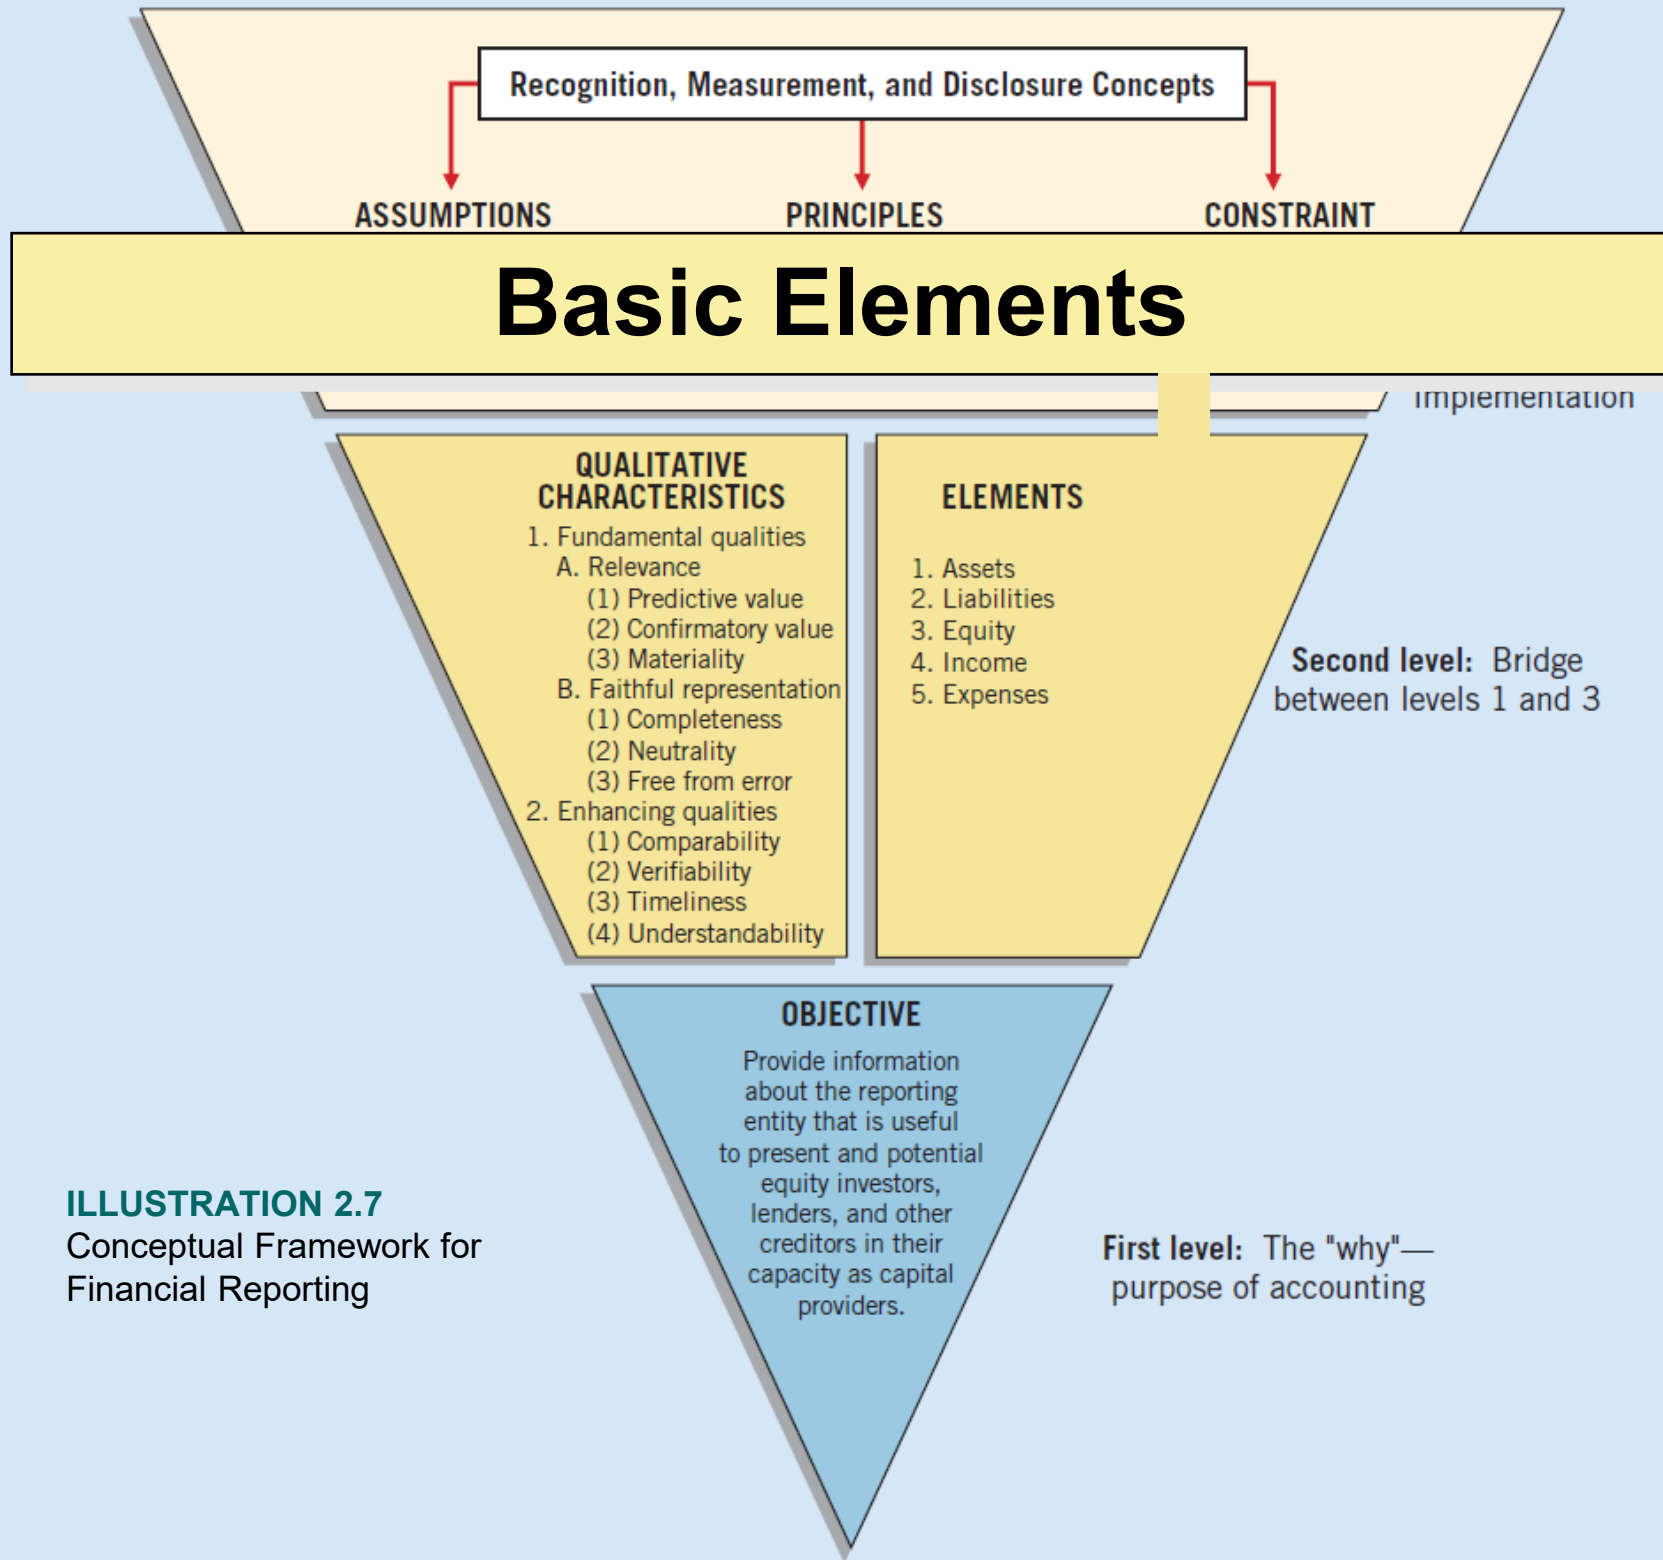 Recognition, Measurement, and Disclosure Concepts
ASSUMPTIONS
PRINCIPLES
CONSTRAINT
Basic Elements
Implementation
QUALITATIVE
CHARACTERISTICS
1. Fundamental qualities
A. Relevance
(1) Predictive value
(2) Confirmatory value
(3) Materiality
B. Faithful representation
(1) Completeness
(2) Neutrality
(3) Free from error
2. Enhancing qualities
(1) Comparability
(2) Verifiability
(3) Timeliness
(4) Understandability
ELEMENTS
1. Assets
2. Liabilities
3. Equity
4. Income
5. Expenses
Second level: Bridge
between levels 1 and 3
OBJECTIVE
Provide information
about the reporting
entity that is useful
to present and potential
equity investors,
lenders, and other
creditors in their
capacity as capital
providers.
ILLUSTRATION 2.7
Conceptual Framework for
Financial Reporting
First level: The "why"—
purpose of accounting